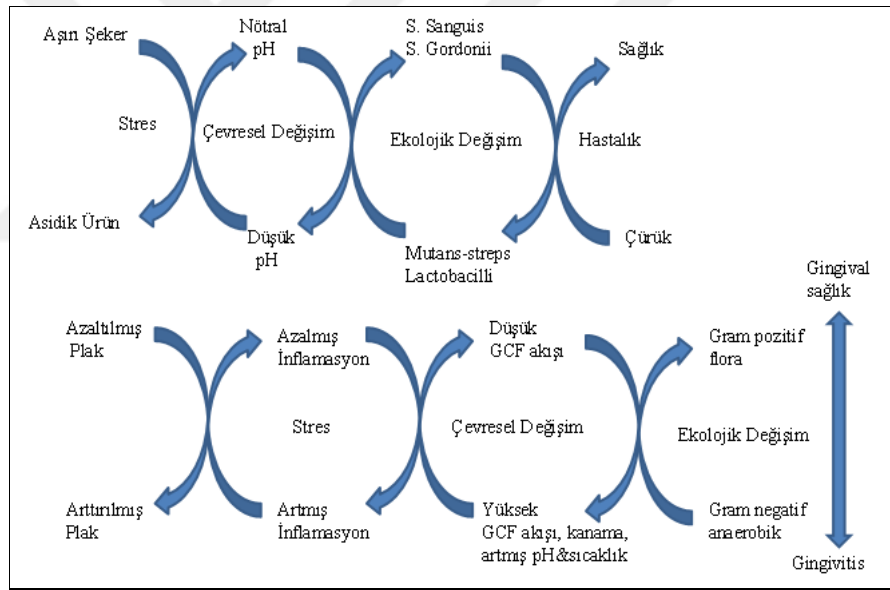 Aşırı Şeker
Nötral
pH
S. Sanguis
S. Gordonii
Sağlık
Stres
Çevresel Değişim
Ekolojik Değişim
Hastalık
Asidik Ürün
Düşük
pH
Mutans-streps
Lactobacilli
Çürük
Gingival
sağlık
Azaltılmış
Plak
Azalmış
İnflamasyon
Düşük
GCF akışı
Gram pozitif
flora
Stres
Çevresel Değişim
Ekolojik Değişim
Arttırılmış
Plak
Artmış
İnflamasyon
Yüksek
GCF akışı, kanama,
artmış pH&sıcaklık
Gram negatif
anaerobik
Gingivitis